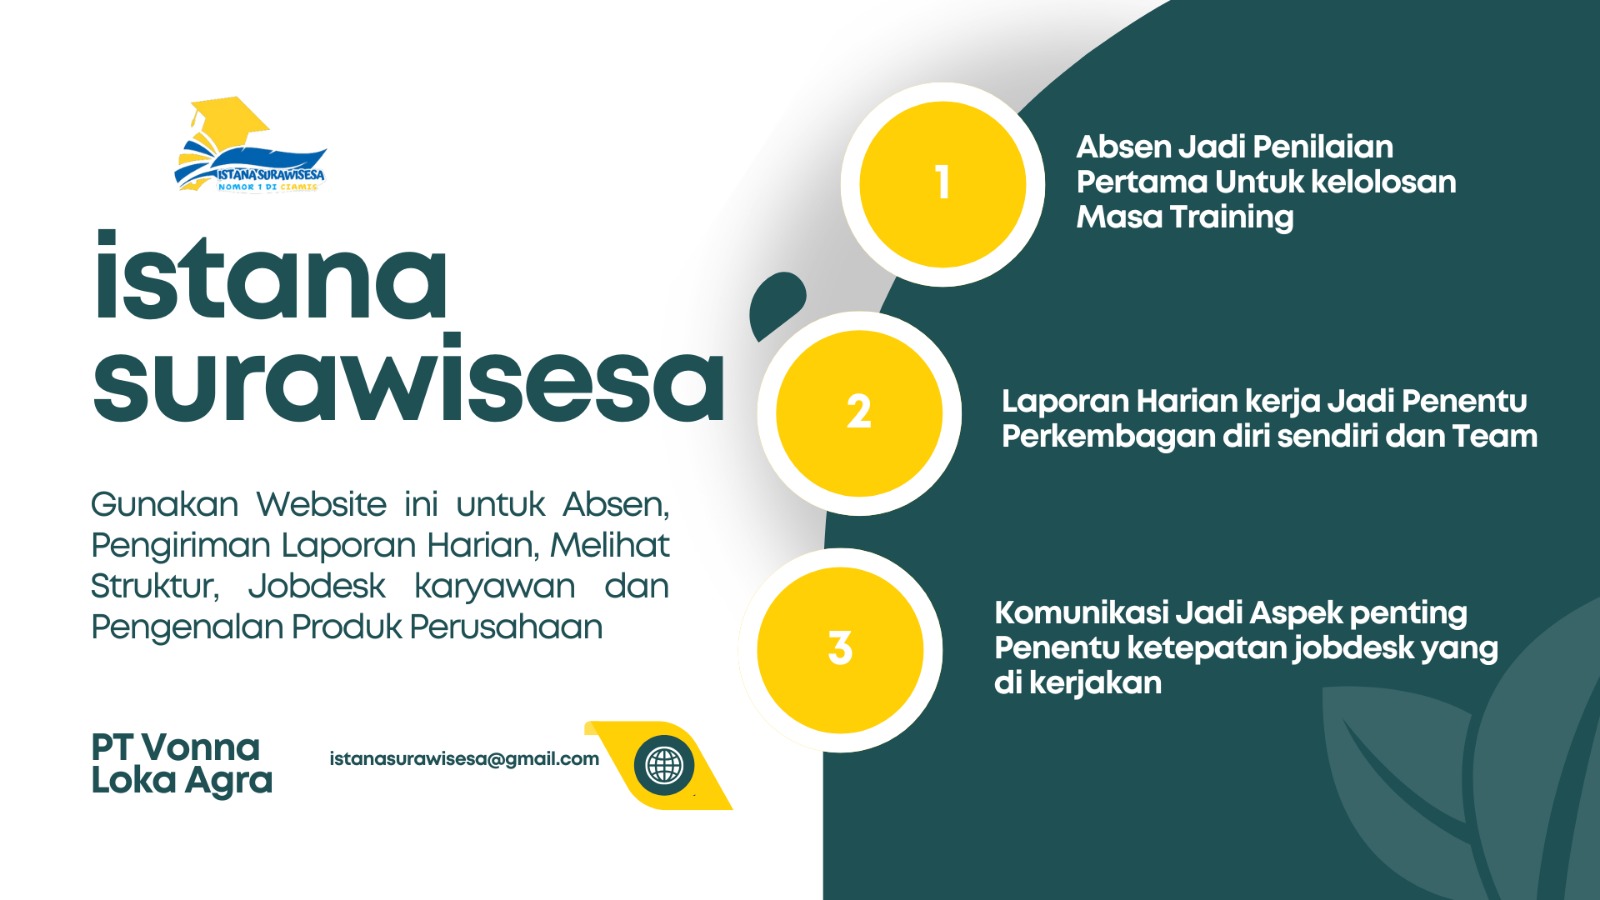 ISTANA SURAWISESA
NOMOR 1 DI CIAMIS
istana
surawisesa
Gunakan Website ini untuk Absen,
Pengiriman Laporan Harian, Melihat
Struktur, Jobdesk karyawan dan
Pengenalan Produk Perusahaan
PT Vonna
Loka Agra
istanasurawisesa@gmail.com
1
Absen Jadi Penilaian
Pertama Untuk kelolosan
Masa Training
2
Laporan Harian kerja Jadi Penentu
Perkembagan diri sendiri dan Team
3
Komunikasi Jadi Aspek penting
Penentu ketepatan jobdesk yang
di kerjakan